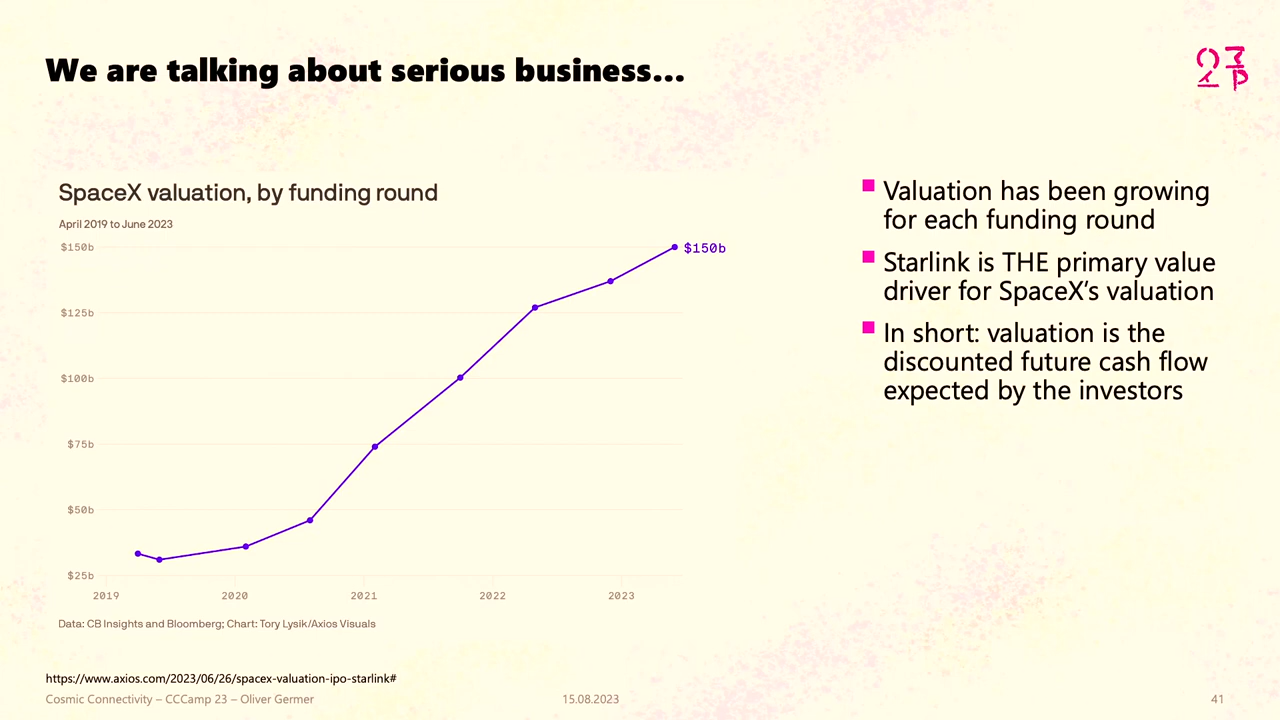 We are talking about serious business...
SpaceX valuation, by funding round
April 2019 to June 2023
$150b
$125b
$100b
$75b
$50b
$25b
$150b
2019
2020
2021
2022
2023
Data: CB Insights and Bloomberg; Chart: Tory Lysik/Axios Visuals
Valuation has been growing
for each funding round
Starlink is THE primary value
driver for SpaceX's valuation
In short: valuation is the
discounted future cash flow
expected by the investors
https://www.axios.com/2023/06/26/spacex-valuation-ipo-starlink#
Cosmic Connectivity – CCCamp 23 – Oliver Germer
15.08.2023
41